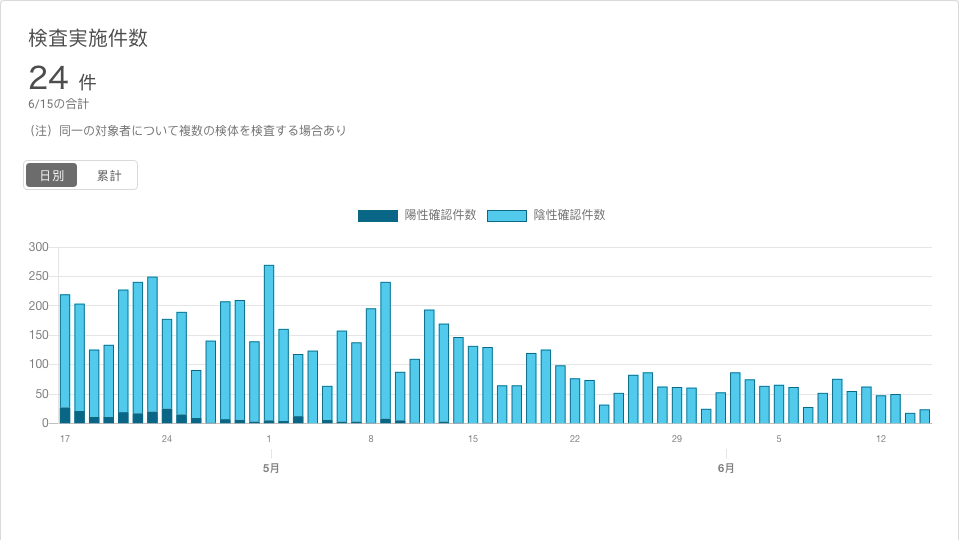 検査実施件数
24 件
6/15の合計
（注）同一の対象者について複数の検体を検査する場合あり
日別 累計
陽性確認件数 陰性確認件数
300
250
200
150
100
50
0
17 24 1 8 15 22 29 5 12
5月 6月